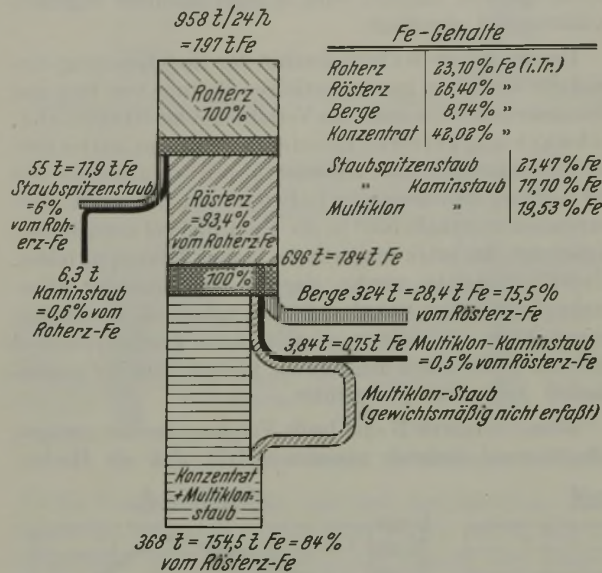 958 t/24 h
= 197 t Fe
Fe-Gehalte
Roherz 23,10% Fe (i.Tr.)
Rösterz 26,40% "
Berge 8,74% "
Konzentrat 42,02% "
Staubspitzenstaub 21,47% Fe
" Kaminstaub 17,70% Fe
Multiklon " 19,53% Fe
Roherz
100%
55 t = 11,9 t Fe
Staubspitzenstaub
= 6%
vom Roh-
erz-Fe
Rösterz
= 93,4%
vom Roherz Fe
6,3 t
Kaminstaub
= 0,6% vom
Roherz-Fe
696 t = 184 t Fe
100%
Berge 324 t = 28,4 t Fe = 15,5%
vom Rösterz-Fe
3,84 t = 0,75 t Fe Multiklon-Kaminstaub
= 0,5% vom Rösterz-Fe
Multiklon-Staub
(gewichtsmäßig nicht erfaßt)
Konzentrat
+Multiklon-
staub
368 t = 154,5 t Fe = 84%
vom Rösterz-Fe